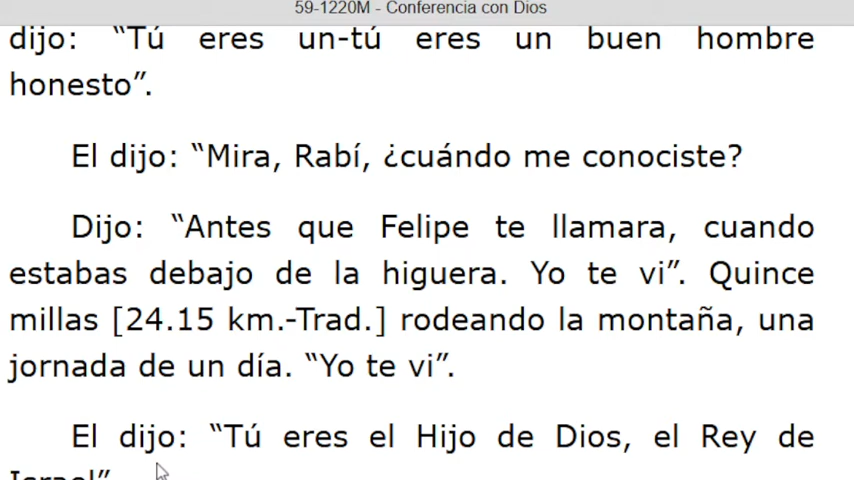 59-1220M - Conferencia con Dios
dijo: “Tú eres un-tú eres un buen hombre
honesto”.
El dijo: “Mira, Rabí, ¿cuándo me conociste?
Dijo: “Antes que Felipe te llamara, cuando
estabas debajo de la higuera. Yo te vi”. Quince
millas [24.15 km.-Trad.] rodeando la montaña, una
jornada de un día. “Yo te vi”.
El dijo: “Tú eres el Hijo de Dios, el Rey de
Israel”.